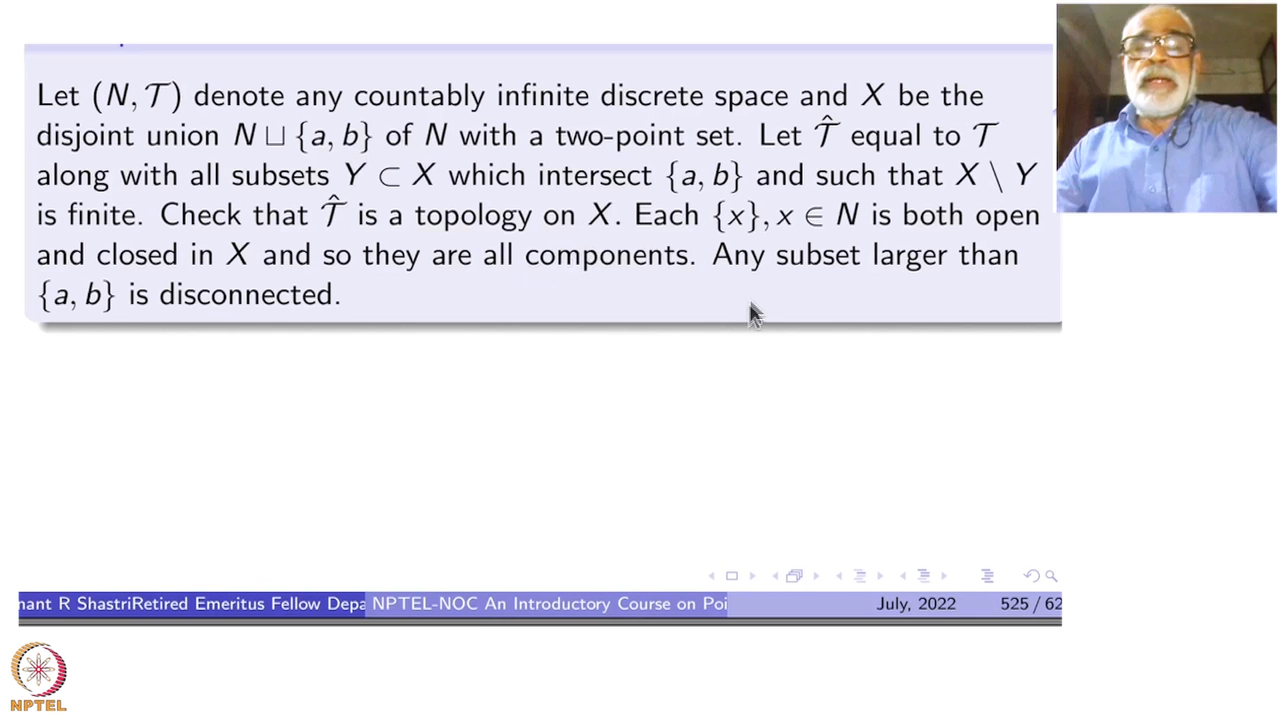 Let (N, 𝒯) denote any countably infinite discrete space and X be the
disjoint union N ⊔ {a, b} of N with a two-point set. Let 𝒯̂ equal to 𝒯
along with all subsets Y ⊂ X which intersect {a, b} and such that X \ Y
is finite. Check that 𝒯̂ is a topology on X. Each {x}, x ∈ N is both open
and closed in X and so they are all components. Any subset larger than
{a, b} is disconnected.
nant R ShastriRetired Emeritus Fellow Depa NPTEL-NOC An Introductory Course on Poi July, 2022 525 / 62
NPTEL